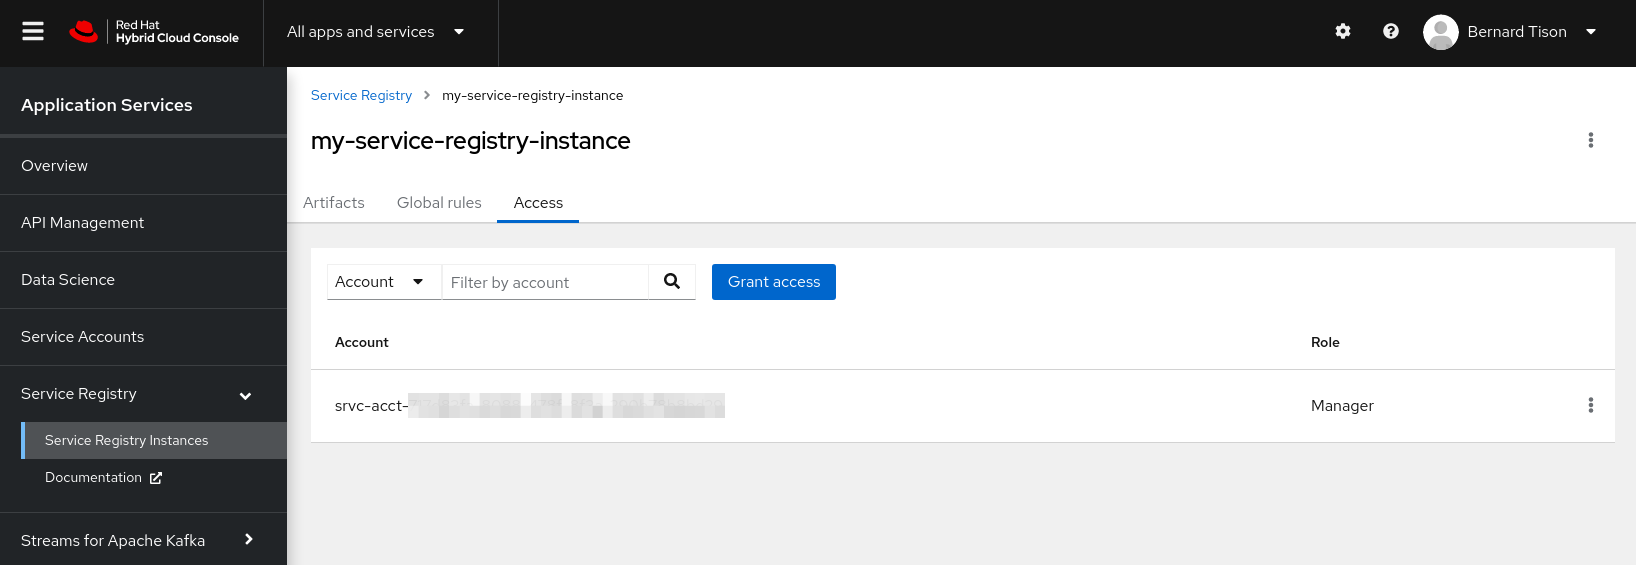 Red Hat
Hybrid Cloud Console
All apps and services
Bernard Tison
Application Services
Overview
API Management
Data Science
Service Accounts
Service Registry
Service Registry Instances
Documentation
Streams for Apache Kafka
Service Registry > my-service-registry-instance
my-service-registry-instance
Artifacts Global rules Access
Account Filter by account Grant access
Account Role
srvc-acct- Manager